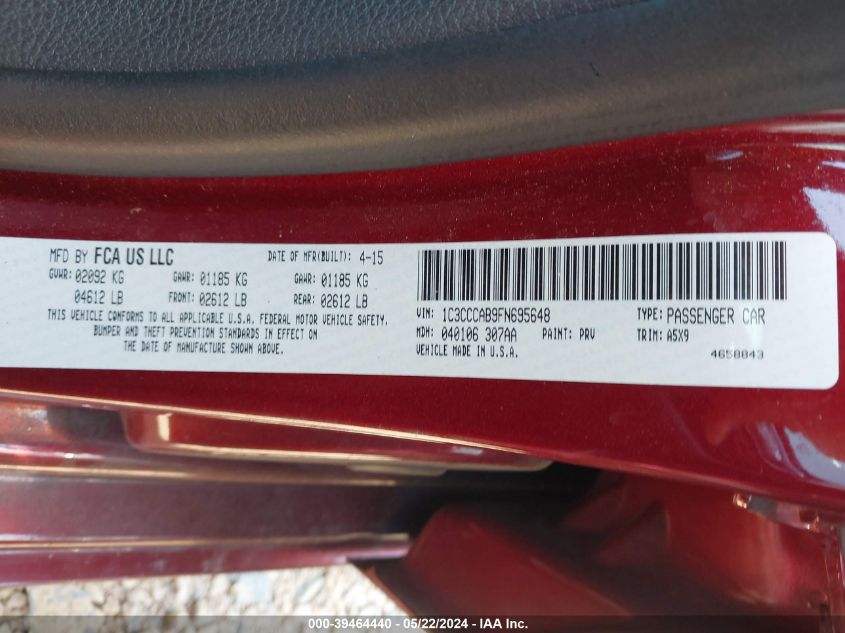 MFD BY FCA US LLC DATE OF MFR(BUILT): 4-15
GVWR: 02092 KG GAWR: 01185 KG GAWR: 01185 KG
04612 LB FRONT: 02612 LB REAR: 02612 LB
THIS VEHICLE CONFORMS TO ALL APPLICABLE U.S.A. FEDERAL MOTOR VEHICLE SAFETY,
BUMPER AND THEFT PREVENTION STANDARDS IN EFFECT ON
THE DATE OF MANUFACTURE SHOWN ABOVE.
VIN: 1C3CCCAB9FN695648 TYPE: PASSENGER CAR
MDH: 040106 307AA PAINT: PRV TRIM: A5X9
VEHICLE MADE IN U.S.A. 4658843
000-39464440 - 05/22/2024 - IAA Inc.